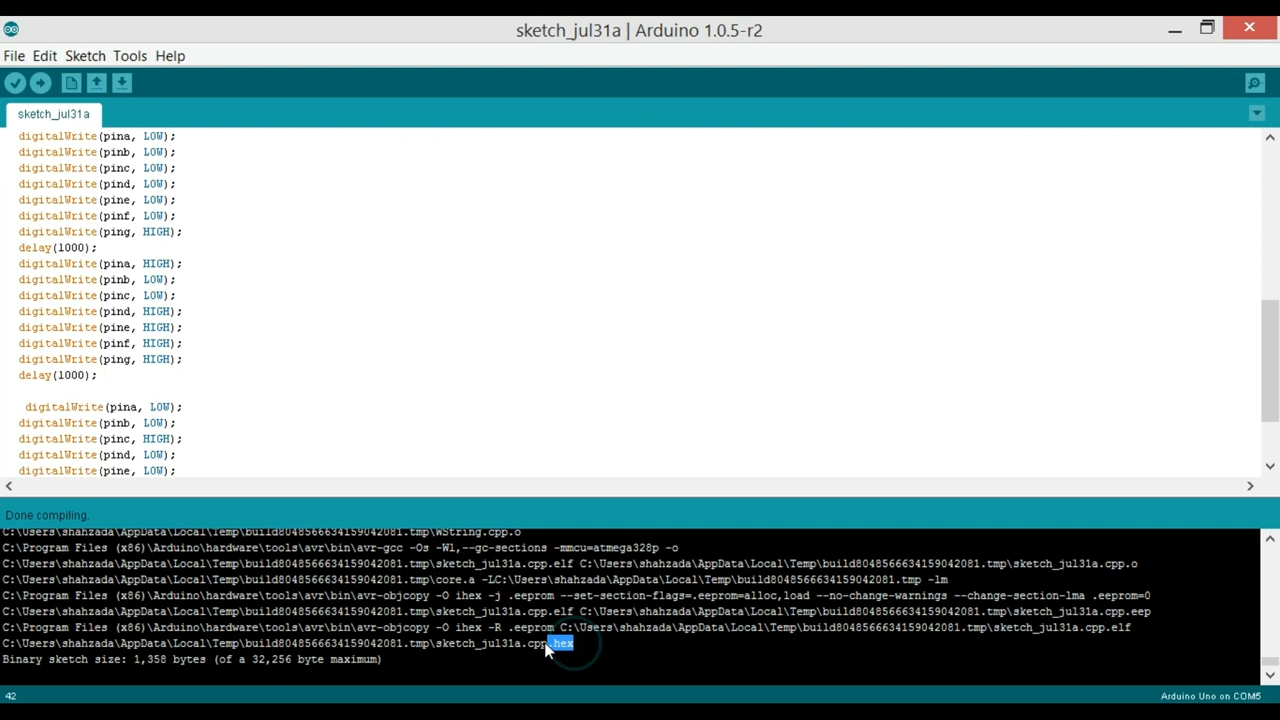 sketch_jul31a | Arduino 1.0.5-r2
File Edit Sketch Tools Help
sketch_jul31a
digitalWrite(pina, LOW);
digitalWrite(pinb, LOW);
digitalWrite(pinc, LOW);
digitalWrite(pind, LOW);
digitalWrite(pine, LOW);
digitalWrite(pinf, LOW);
digitalWrite(ping, HIGH);
delay(1000);
digitalWrite(pina, HIGH);
digitalWrite(pinb, LOW);
digitalWrite(pinc, LOW);
digitalWrite(pind, HIGH);
digitalWrite(pine, HIGH);
digitalWrite(pinf, HIGH);
digitalWrite(ping, HIGH);
delay(1000);
digitalWrite(pina, LOW);
digitalWrite(pinb, LOW);
digitalWrite(pinc, HIGH);
digitalWrite(pind, LOW);
digitalWrite(pine, LOW);
Done compiling.
C:\Users\shahzada\AppData\Local\Temp\build8048566634159042081.tmp\WString.cpp.o
C:\Program Files (x86)\Arduino\hardware\tools\avr\bin\avr-gcc -Os -Wl,--gc-sections -mmcu=atmega328p -o
C:\Users\shahzada\AppData\Local\Temp\build8048566634159042081.tmp\sketch_jul31a.cpp.elf C:\Users\shahzada\AppData\Local\Temp\build8048566634159042081.tmp\sketch_jul31a.cpp.o
C:\Users\shahzada\AppData\Local\Temp\build8048566634159042081.tmp\core.a -LC:\Users\shahzada\AppData\Local\Temp\build8048566634159042081.tmp -lm
C:\Program Files (x86)\Arduino\hardware\tools\avr\bin\avr-objcopy -O ihex -j .eeprom --set-section-flags=.eeprom=alloc,load --no-change-warnings --change-section-lma .eeprom=0
C:\Users\shahzada\AppData\Local\Temp\build8048566634159042081.tmp\sketch_jul31a.cpp.elf C:\Users\shahzada\AppData\Local\Temp\build8048566634159042081.tmp\sketch_jul31a.cpp.eep
C:\Program Files (x86)\Arduino\hardware\tools\avr\bin\avr-objcopy -O ihex -R .eeprom C:\Users\shahzada\AppData\Local\Temp\build8048566634159042081.tmp\sketch_jul31a.cpp.elf
C:\Users\shahzada\AppData\Local\Temp\build8048566634159042081.tmp\sketch_jul31a.cpp.hex
Binary sketch size: 1,358 bytes (of a 32,256 byte maximum)
42
Arduino Uno on COM5